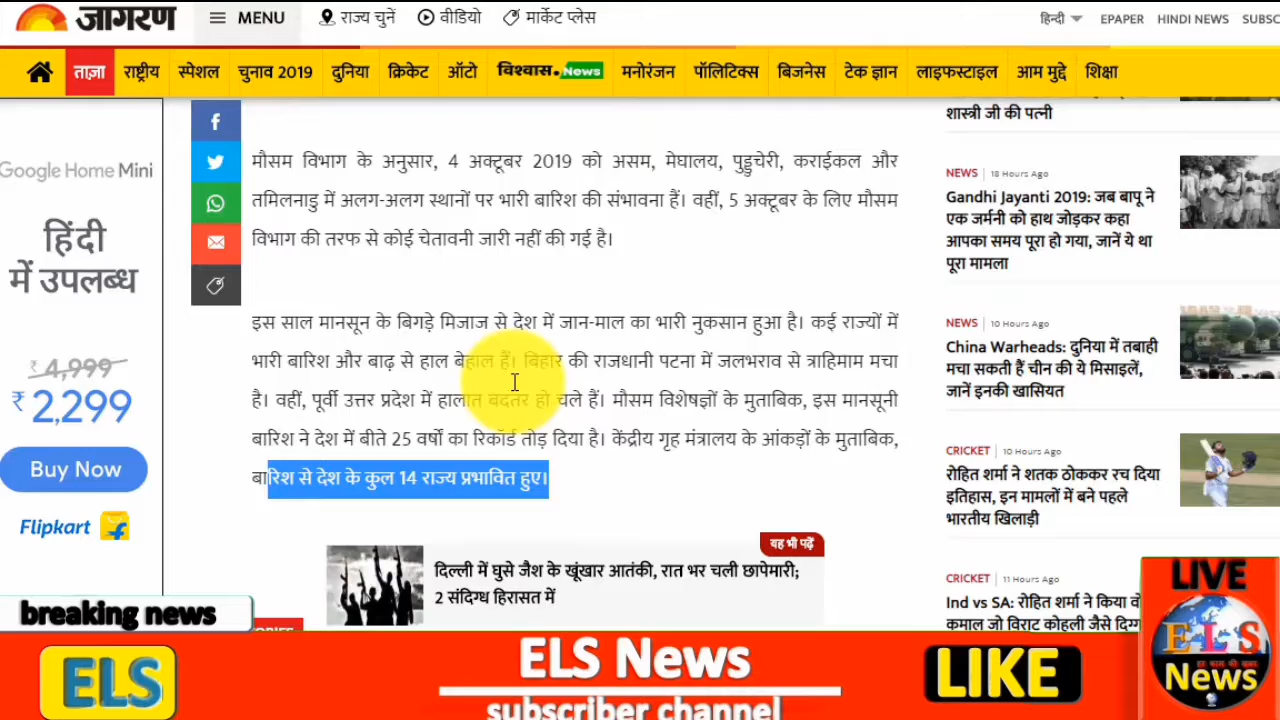 जागरण
MENU
राज्य चुनें
वीडियो
मार्केट प्लेस
हिन्दी
EPAPER
HINDI NEWS
SUBSC
ताज़ा
राष्ट्रीय
स्पेशल
चुनाव 2019
दुनिया
क्रिकेट
ऑटो
विश्वास.News
मनोरंजन
पॉलिटिक्स
बिजनेस
टेक ज्ञान
लाइफस्टाइल
आम मुद्दे
शिक्षा
Google Home Mini
हिंदी
में उपलब्ध
₹ 4,999
₹ 2,299
Buy Now
Flipkart
मौसम विभाग के अनुसार, 4 अक्टूबर 2019 को असम, मेघालय, पुड्डुचेरी, कराईकल और
तमिलनाडु में अलग-अलग स्थानों पर भारी बारिश की संभावना हैं। वहीं, 5 अक्टूबर के लिए मौसम
विभाग की तरफ से कोई चेतावनी जारी नहीं की गई है।
इस साल मानसून के बिगड़े मिजाज से देश में जान-माल का भारी नुकसान हुआ है। कई राज्यों में
भारी बारिश और बाढ़ से हाल बेहाल हैं। बिहार की राजधानी पटना में जलभराव से त्राहिमाम मचा
है। वहीं, पूर्वी उत्तर प्रदेश में हालात बदतर हो चले हैं। मौसम विशेषज्ञों के मुताबिक, इस मानसूनी
बारिश ने देश में बीते 25 वर्षों का रिकॉर्ड तोड़ दिया है। केंद्रीय गृह मंत्रालय के आंकड़ों के मुताबिक,
बारिश से देश के कुल 14 राज्य प्रभावित हुए।
यह भी पढ़ें
दिल्ली में घुसे जैश के खूंखार आतंकी, रात भर चली छापेमारी;
2 संदिग्ध हिरासत में
शास्त्री जी की पत्नी
NEWS | 18 Hours Ago
Gandhi Jayanti 2019: जब बापू ने
एक जर्मनी को हाथ जोड़कर कहा
आपका समय पूरा हो गया, जानें ये था
पूरा मामला
NEWS | 10 Hours Ago
China Warheads: दुनिया में तबाही
मचा सकती हैं चीन की ये मिसाइलें,
जानें इनकी खासियत
CRICKET | 10 Hours Ago
रोहित शर्मा ने शतक ठोककर रच दिया
इतिहास, इन मामलों में बने पहले
भारतीय खिलाड़ी
CRICKET | 11 Hours Ago
Ind vs SA: रोहित शर्मा ने किया वो
कमाल जो विराट कोहली जैसे दिग्ग
breaking news
ELS
ELS News
subscriber channel
LIKE
LIVE
ELS
News